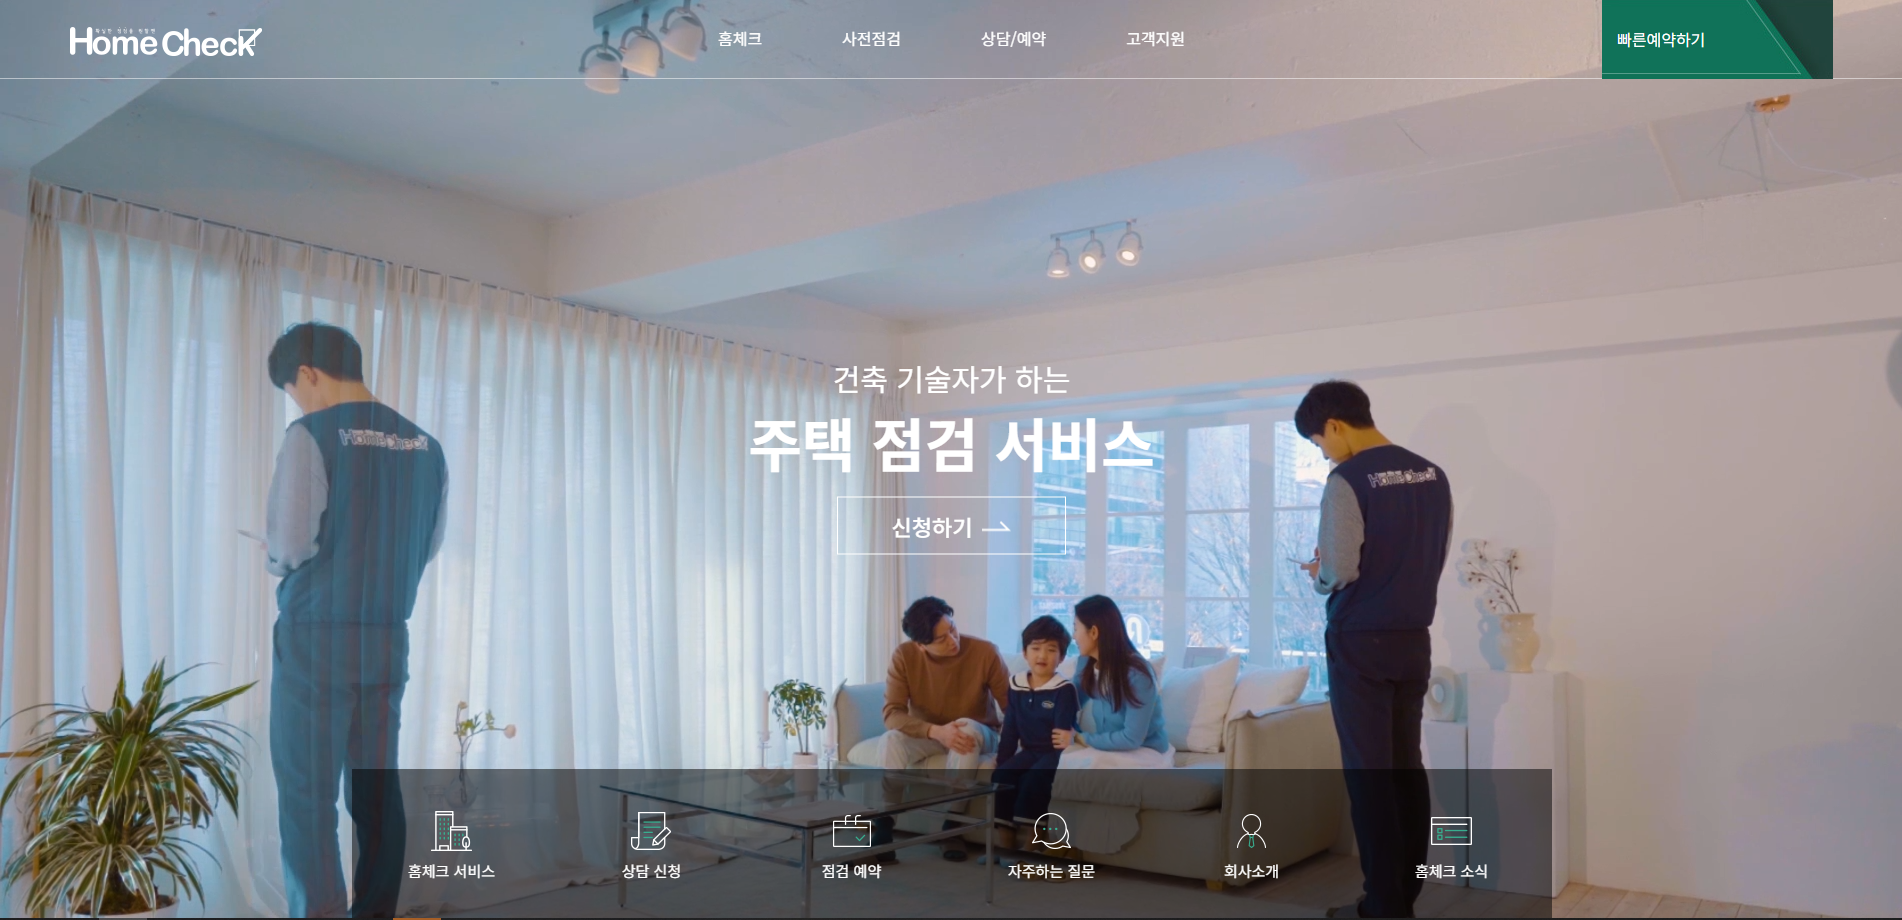 Home Check
홈체크
사전점검
상담/예약
고객지원
빠른예약하기
건축 기술자가 하는
주택 점검 서비스
신청하기
HomeCheck
HomeCheck
홈체크 서비스
상담 신청
점검 예약
자주하는 질문
회사소개
홈체크 소식